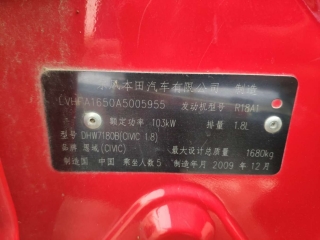 本田汽车有限公司 制造
LVHFA1650A5005955 发动机型号 R18A1
额定功率 103kW 排量 1.8L
型号 DHW7180B(CIVIC 1.8)
品牌 思域(CIVIC) 最大设计总质量 1680kg
制造国 中国 乘坐人数 5 制造年月 2009 年 12 月